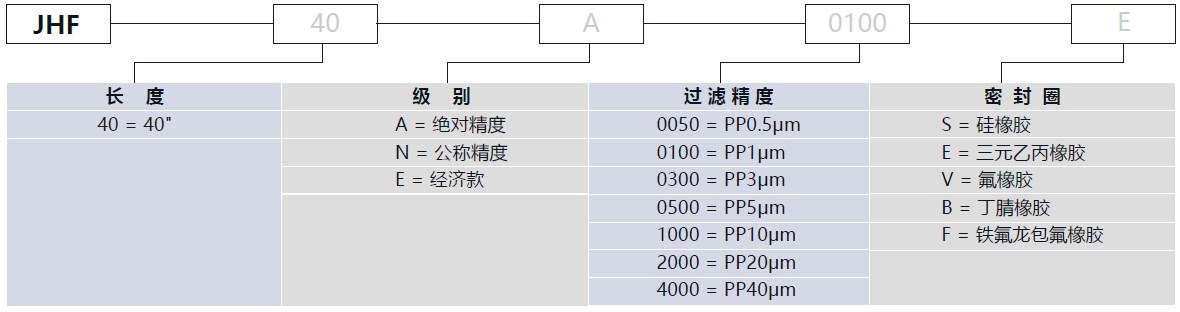 JHF 40 A 0100 E
长 度 级 别 过滤精度 密 封 圈
40 = 40" A = 绝对精度 0050 = PP0.5μm S = 硅橡胶
N = 公称精度 0100 = PP1μm E = 三元乙丙橡胶
E = 经济款 0300 = PP3μm V = 氟橡胶
0500 = PP5μm B = 丁腈橡胶
1000 = PP10μm F = 铁氟龙包氟橡胶
2000 = PP20μm
4000 = PP40μm